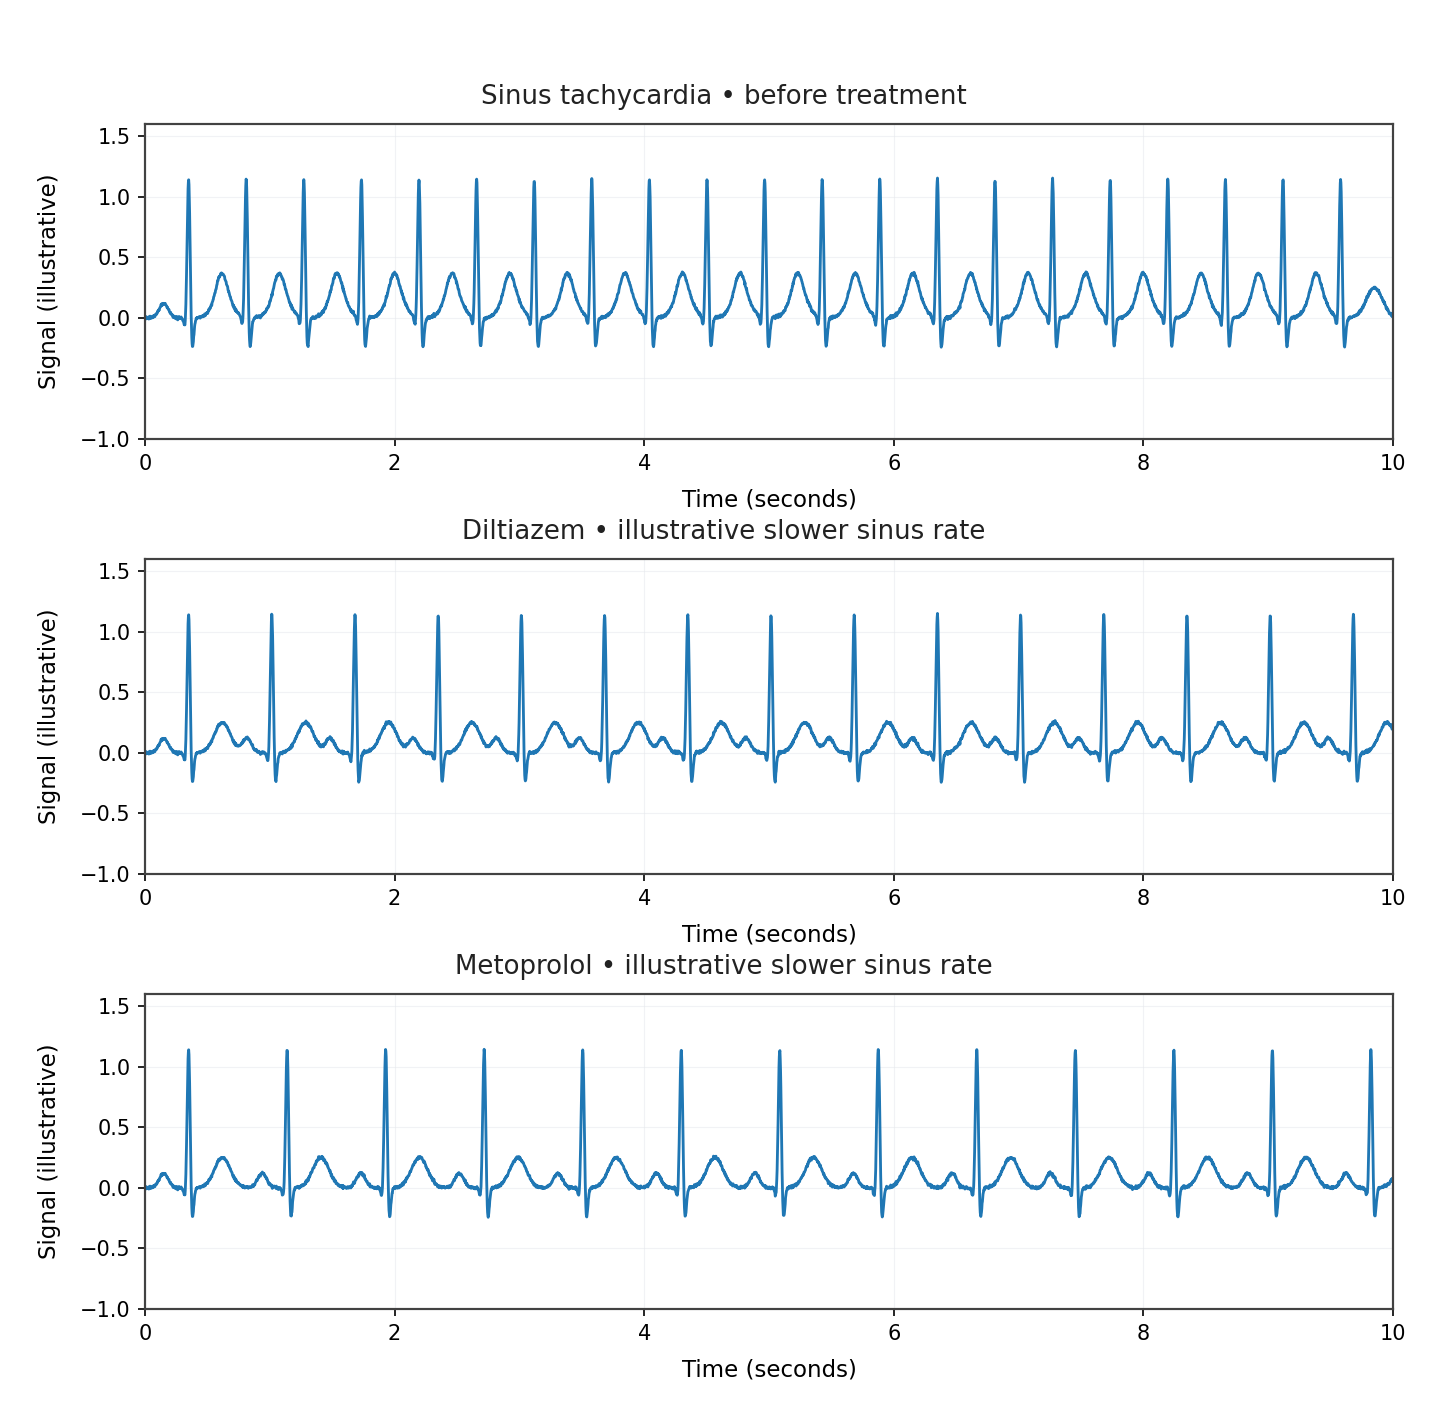 Sinus tachycardia • before treatment
1.5
1.0
0.5
0.0
−0.5
−1.0
Signal (illustrative)
0 2 4 6 8 10
Time (seconds)
Diltiazem • illustrative slower sinus rate
1.5
1.0
0.5
0.0
−0.5
−1.0
Signal (illustrative)
0 2 4 6 8 10
Time (seconds)
Metoprolol • illustrative slower sinus rate
1.5
1.0
0.5
0.0
−0.5
−1.0
Signal (illustrative)
0 2 4 6 8 10
Time (seconds)